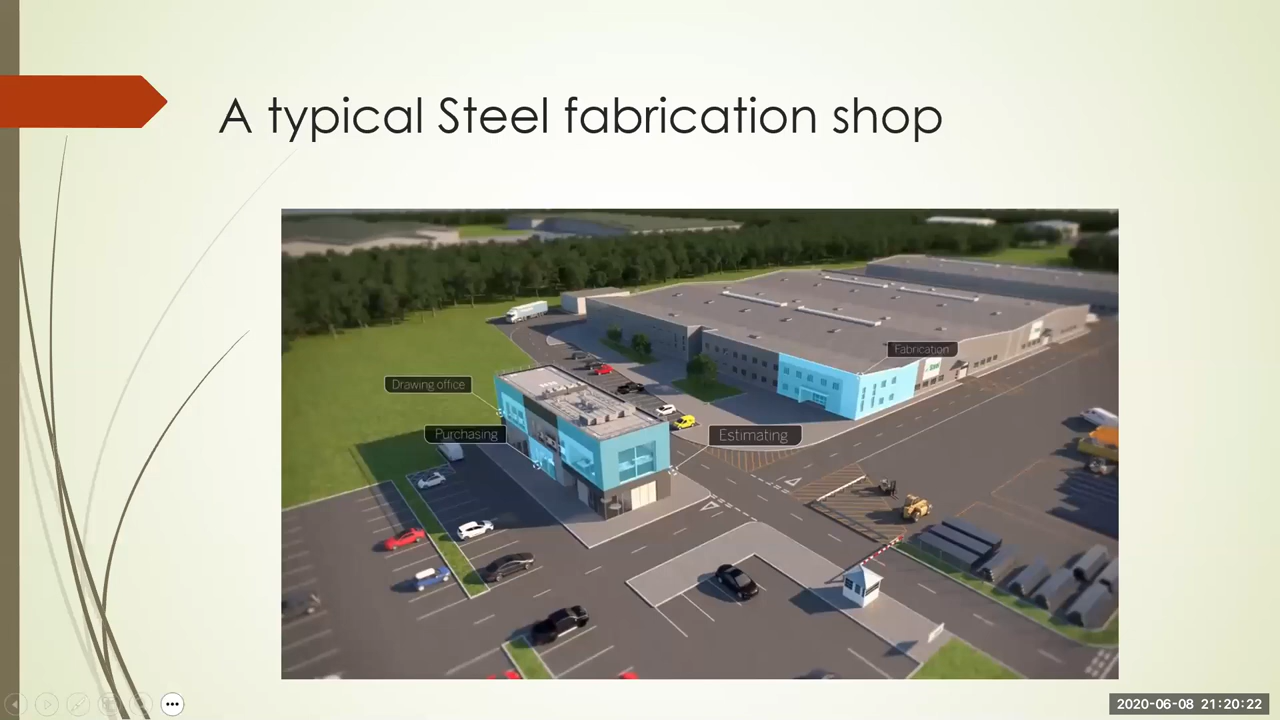 A typical Steel fabrication shop
Fabrication
Drawing office
Purchasing
Estimating
2020-06-08 21:20:22